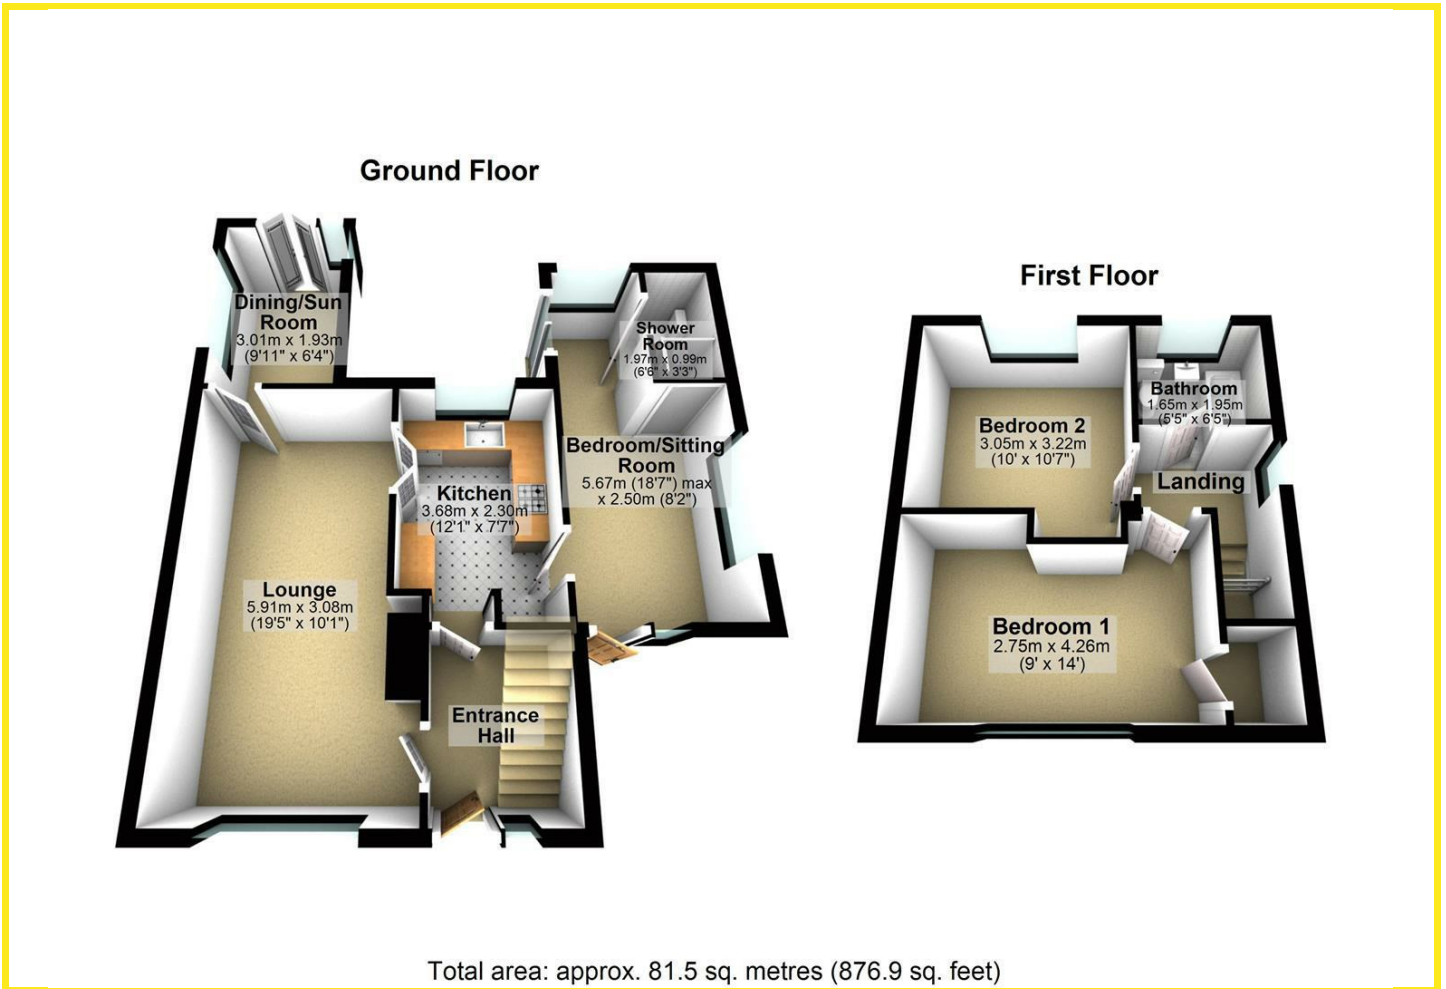 Ground Floor
Dining/Sun
Room
3.01m x 1.93m
(9'11" x 6'4")
Shower
Room
1.97m x 0.99m
(6'6" x 3'3")
Bedroom/Sitting
Room
5.67m (18'7") max
x 2.50m (8'2")
Kitchen
3.68m x 2.30m
(12'1" x 7'7")
Lounge
5.91m x 3.08m
(19'5" x 10'1")
Entrance
Hall
First Floor
Bathroom
1.65m x 1.95m
(5'5" x 6'5")
Bedroom 2
3.05m x 3.22m
(10' x 10'7")
Landing
Bedroom 1
2.75m x 4.26m
(9' x 14')
Total area: approx. 81.5 sq. metres (876.9 sq. feet)